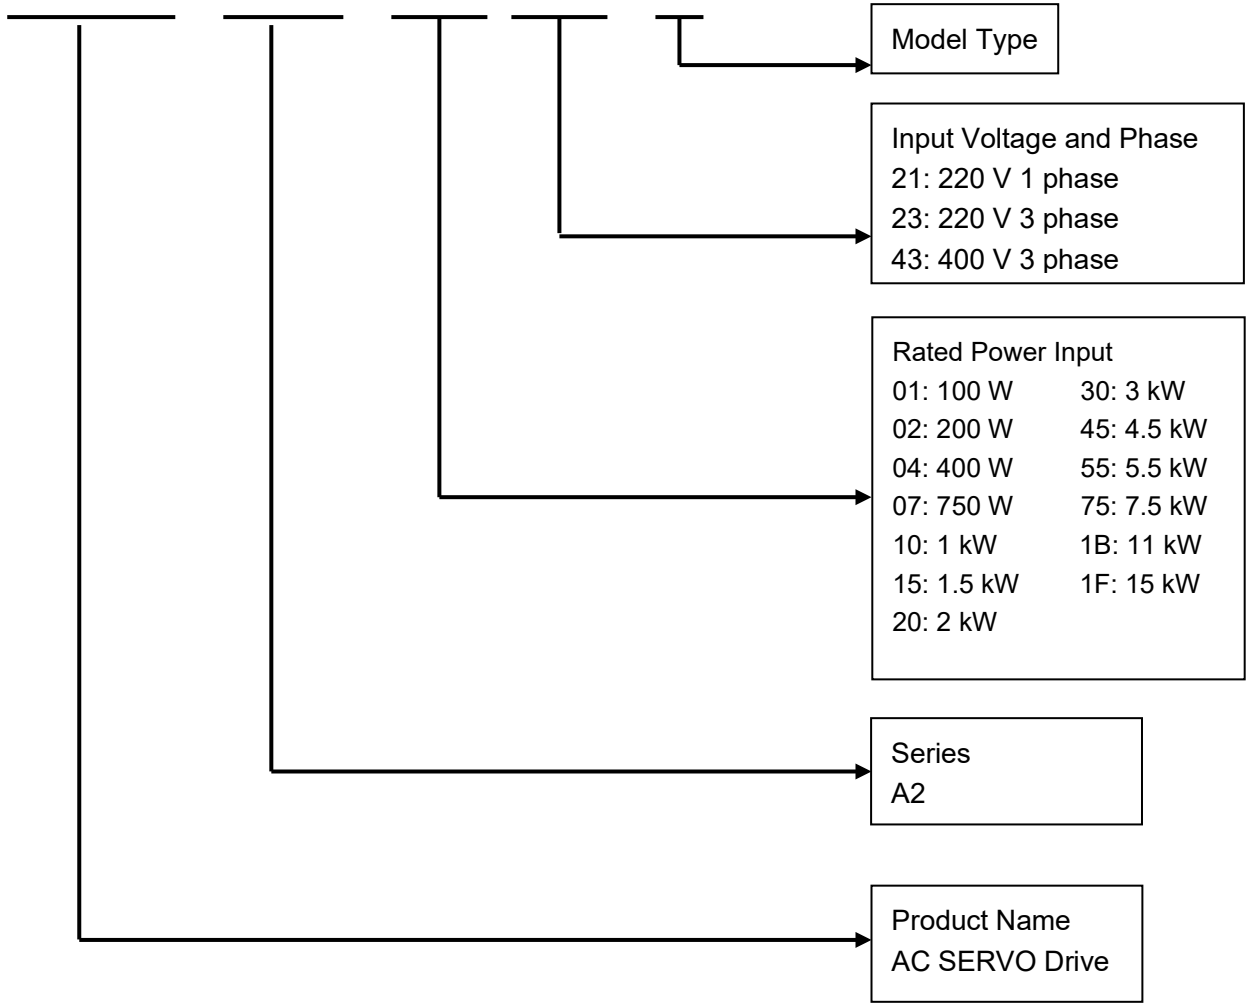 Model Type
Input Voltage and Phase
21: 220 V 1 phase
23: 220 V 3 phase
43: 400 V 3 phase
Rated Power Input
01: 100 W 30: 3 kW
02: 200 W 45: 4.5 kW
04: 400 W 55: 5.5 kW
07: 750 W 75: 7.5 kW
10: 1 kW 1B: 11 kW
15: 1.5 kW 1F: 15 kW
20: 2 kW
Series
A2
Product Name
AC SERVO Drive